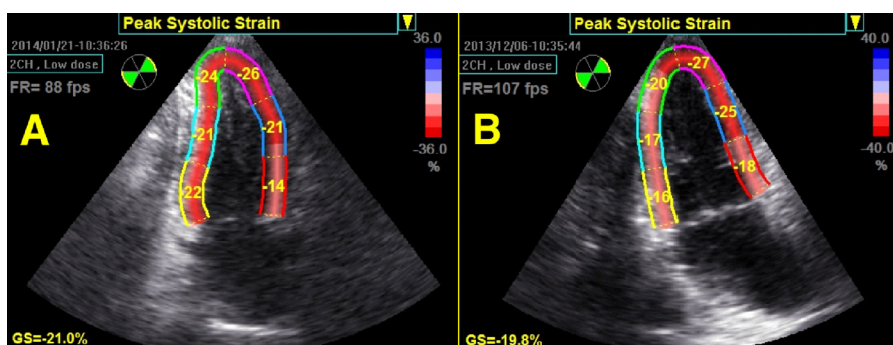 Peak Systolic Strain
2014/01/21-10:36:26
2CH , Low dose
FR= 88 fps
36.0
-36.0
%
A
-24
-26
-21
-21
-22
-14
GS=-21.0%
Peak Systolic Strain
2013/12/06-10:35:44
2CH , Low dose
FR=107 fps
40.0
-40.0
%
B
-27
-20
-25
-17
-18
-16
GS=-19.8%